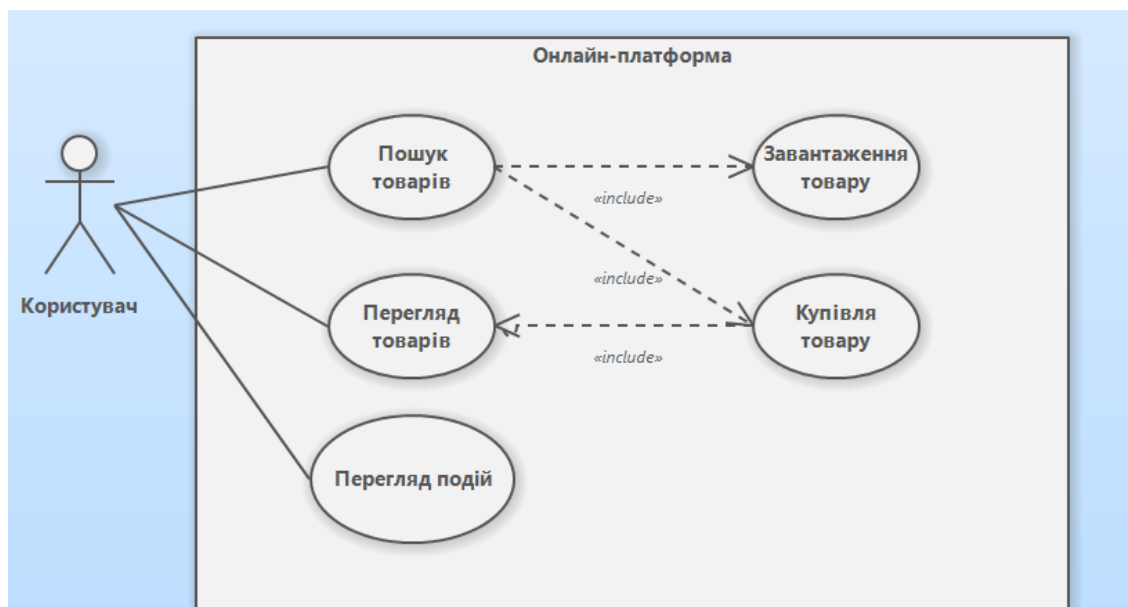 Онлайн-платформа
Пошук
товарів
Завантаження
товару
«include»
«include»
Користувач
Перегляд
товарів
Купівля
товару
«include»
Перегляд подій